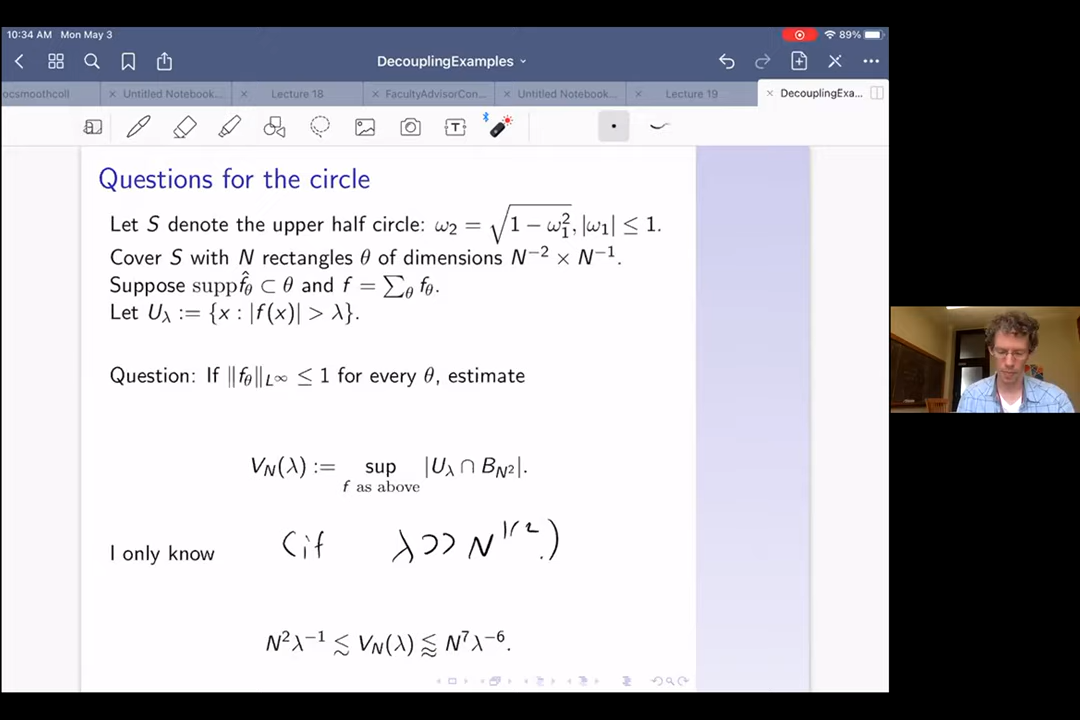 10:34 AM Mon May 3
89%
DecouplingExamples
ocsmoothcoll
Untitled Notebook...
Lecture 18
FacultyAdvisorCon...
Untitled Notebook...
Lecture 19
DecouplingExa...
Questions for the circle
Let S denote the upper half circle: ω₂ = √(1 − ω₁²), |ω₁| ≤ 1.
Cover S with N rectangles θ of dimensions N⁻² × N⁻¹.
Suppose supp f̂_θ ⊂ θ and f = ∑_θ f_θ.
Let U_λ := {x : |f(x)| > λ}.
Question: If ‖f_θ‖_{L^∞} ≤ 1 for every θ, estimate
V_N(λ) := sup_{f as above} |U_λ ∩ B_{N²}|.
I only know (if λ >> N^{1/2}.)
N²λ⁻¹ ≲ V_N(λ) ⪅ N⁷λ⁻⁶.